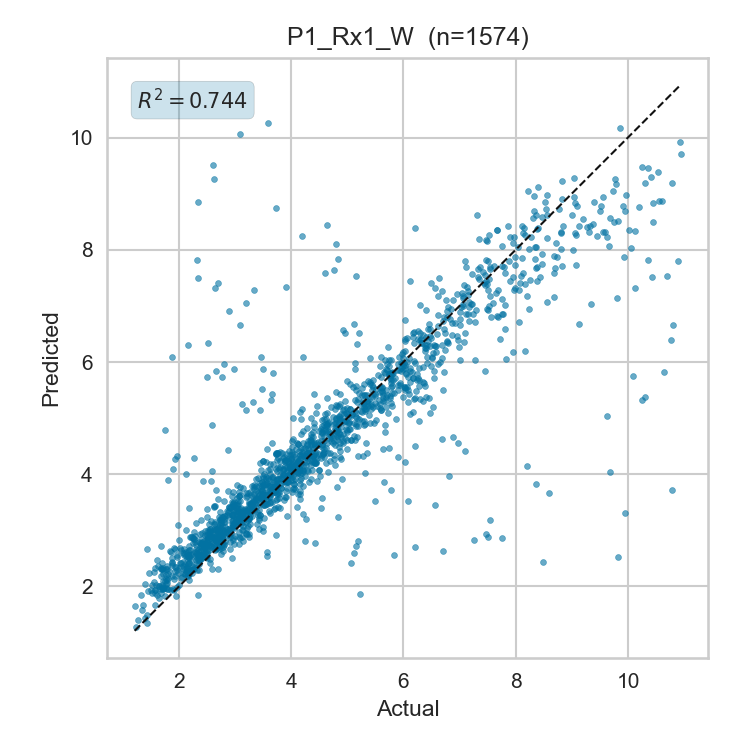 P1_Rx1_W (n=1574)
R² = 0.744
10
8
6
4
2
Predicted
2 4 6 8 10
Actual